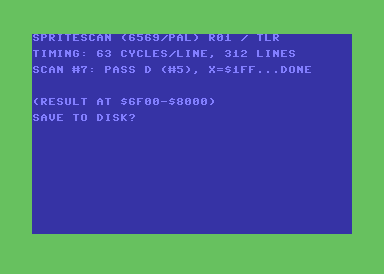 SPRITESCAN (6569/PAL) R01 / TLR
TIMING: 63 CYCLES/LINE, 312 LINES
SCAN #7: PASS D (#5), X=$1FF...DONE
(RESULT AT $6F00-$8000)
SAVE TO DISK?